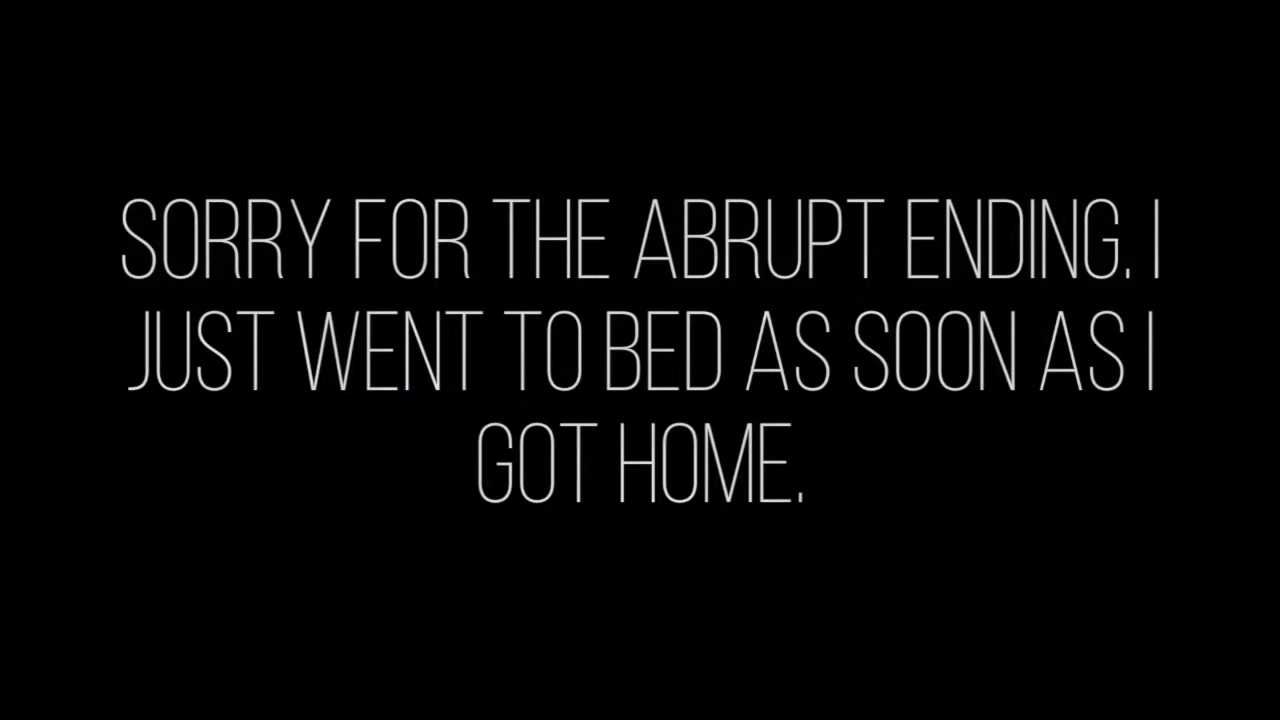 SORRY FOR THE ABRUPT ENDING. I
JUST WENT TO BED AS SOON AS I
GOT HOME.